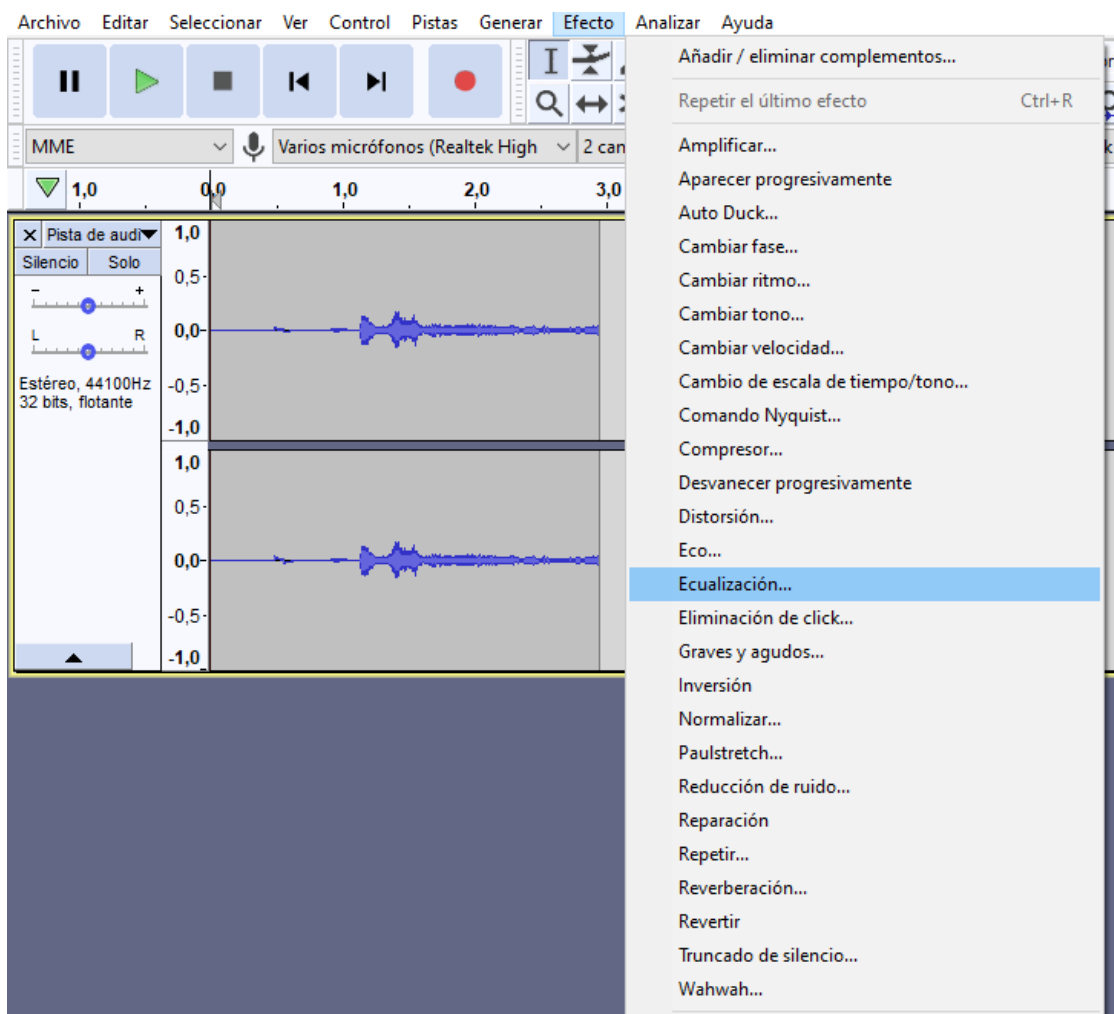 Archivo Editar Seleccionar Ver Control Pistas Generar Efecto Analizar Ayuda
MME Varios micrófonos (Realtek High 2 can
1,0 0,0 1,0 2,0 3,0
Pista de audi
Silencio Solo
- +
L R
Estéreo, 44100Hz
32 bits, flotante
1,0
0,5
0,0
-0,5
-1,0
1,0
0,5
0,0
-0,5
-1,0
Añadir / eliminar complementos...
Repetir el último efecto Ctrl+R
Amplificar...
Aparecer progresivamente
Auto Duck...
Cambiar fase...
Cambiar ritmo...
Cambiar tono...
Cambiar velocidad...
Cambio de escala de tiempo/tono...
Comando Nyquist...
Compresor...
Desvanecer progresivamente
Distorsión...
Eco...
Ecualización...
Eliminación de click...
Graves y agudos...
Inversión
Normalizar...
Paulstretch...
Reducción de ruido...
Reparación
Repetir...
Reverberación...
Revertir
Truncado de silencio...
Wahwah...